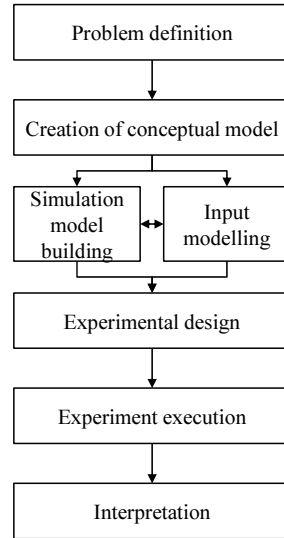 Problem definition
Creation of conceptual model
Simulation
model
building
Input
modelling
Experimental design
Experiment execution
Interpretation